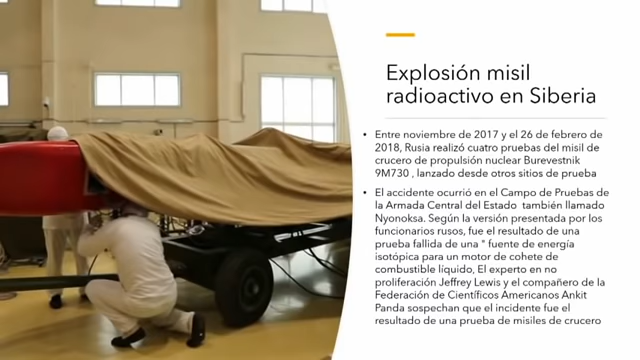 Explosión misil
radioactivo en Siberia
• Entre noviembre de 2017 y el 26 de febrero de
2018, Rusia realizó cuatro pruebas del misil de
crucero de propulsión nuclear Burevestnik
9M730 , lanzado desde otros sitios de prueba
• El accidente ocurrió en el Campo de Pruebas de
la Armada Central del Estado también llamado
Nyonoksa. Según la versión presentada por los
funcionarios rusos, fue el resultado de una
prueba fallida de una " fuente de energía
isotópica para un motor de cohete de
combustible líquido, El experto en no
proliferación Jeffrey Lewis y el compañero de la
Federación de Científicos Americanos Ankit
Panda sospechan que el incidente fue el
resultado de una prueba de misiles de crucero